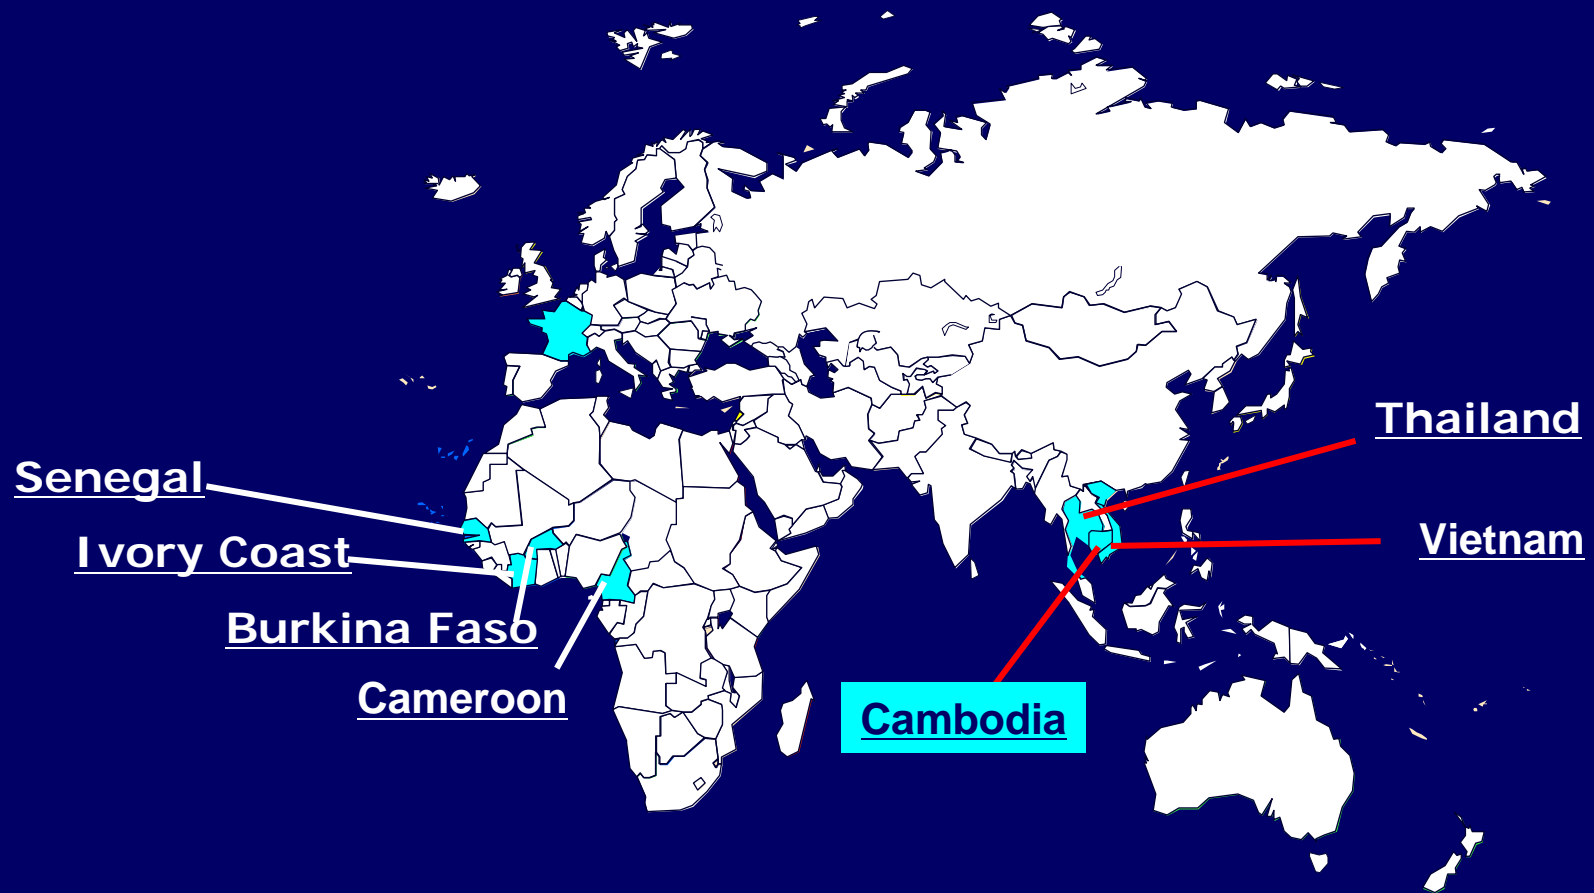 Thailand
Senegal
Vietnam
Ivory Coast
Burkina Faso
Cameroon
Cambodia